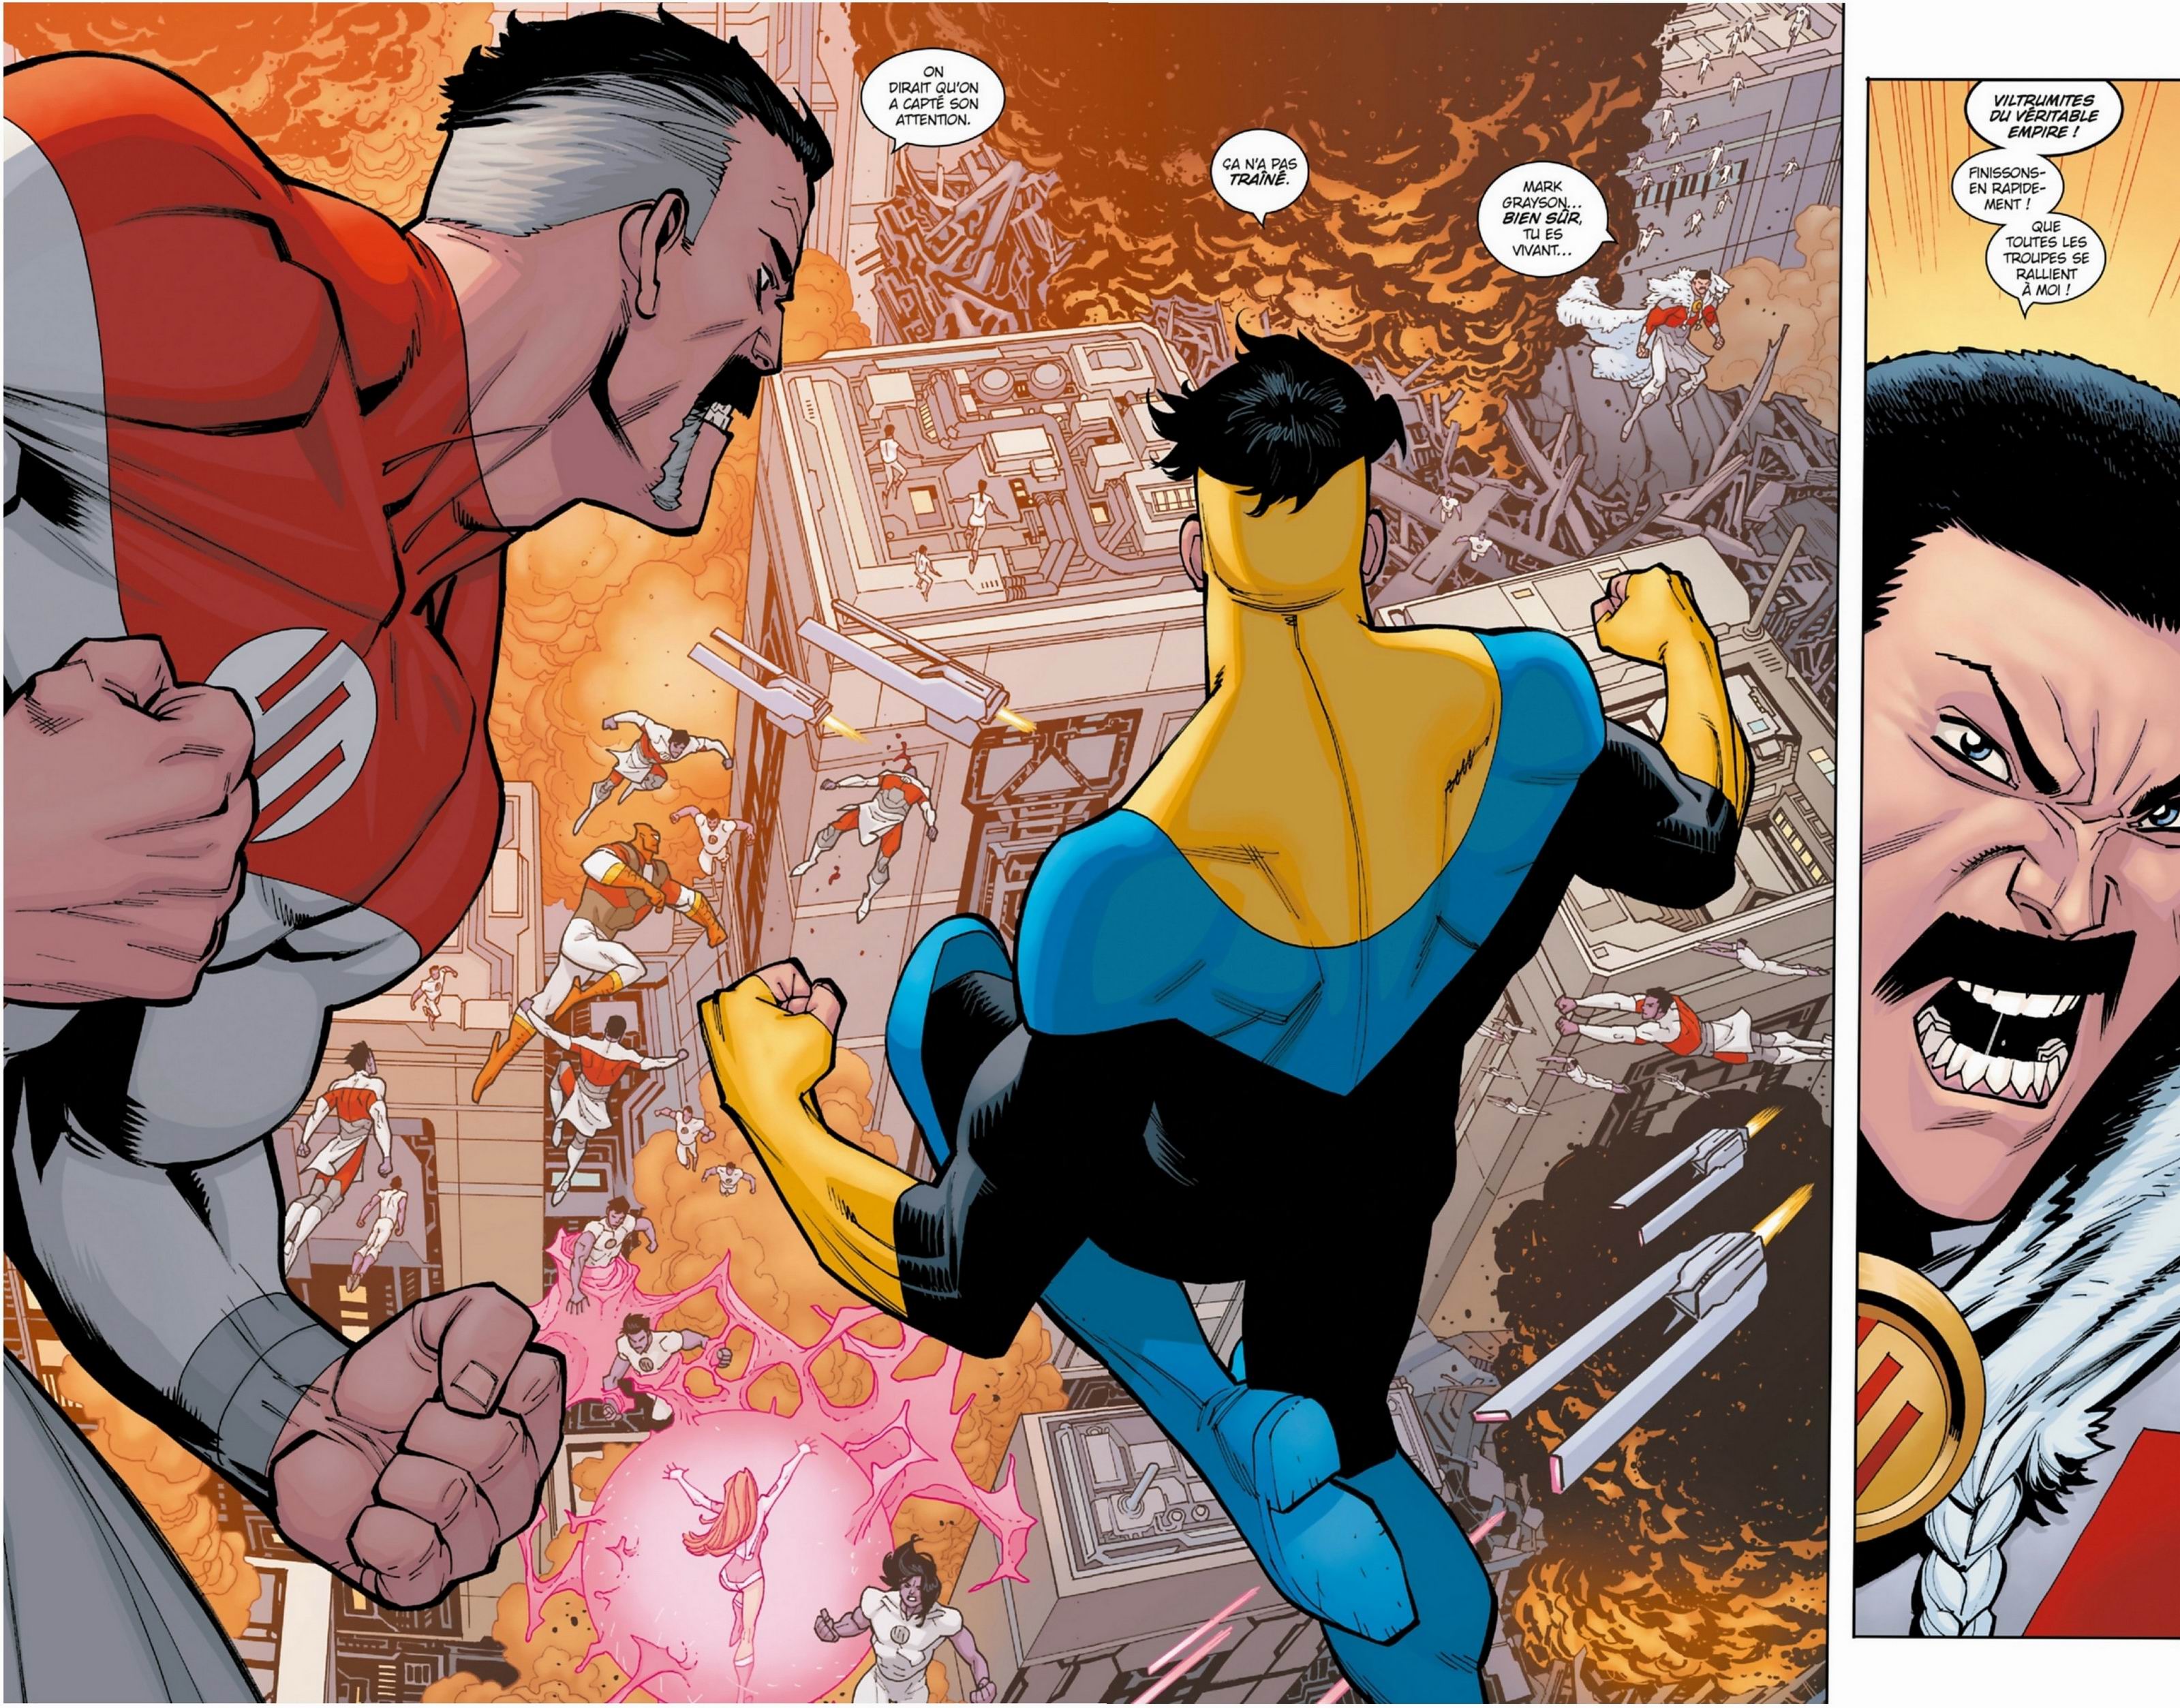 ON
DIRAIT QU'ON
A CAPTÉ SON
ATTENTION.
ÇA N'A PAS
TRAÎNÉ.
MARK
GRAYSON...
BIEN SÛR,
TU ES
VIVANT...
VILTRUMITES
DU VÉRITABLE
EMPIRE !
FINISSONS-
EN RAPIDE-
MENT !
QUE
TOUTES LES
TROUPES SE
RALLIENT
À MOI !